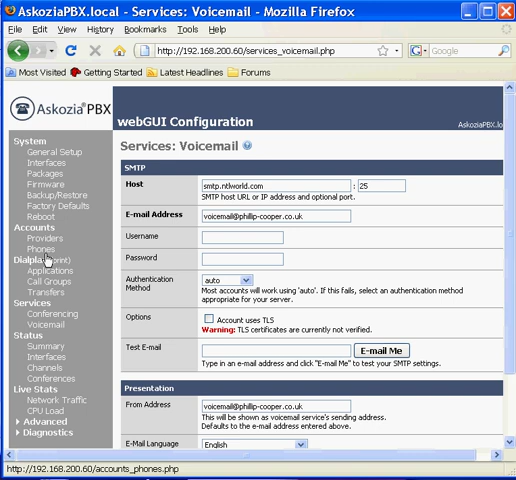 AskoziaPBX.local - Services: Voicemail - Mozilla Firefox
File Edit View History Bookmarks Tools Help
http://192.168.200.60/services_voicemail.php
Google
Most Visited Getting Started Latest Headlines Forums
Askozia®PBX
webGUI Configuration
AskoziaPBX.lo
System
General Setup
Interfaces
Packages
Firmware
Backup/Restore
Factory Defaults
Reboot
Accounts
Providers
Phones
Dialpla print)
Applications
Call Groups
Transfers
Services
Conferencing
Voicemail
Status
Summary
Interfaces
Channels
Conferences
Live Stats
Network Traffic
CPU Load
Advanced
Diagnostics
Services: Voicemail
SMTP
Host
smtp.ntlworld.com : 25
SMTP host URL or IP address and optional port.
E-mail Address
voicemail@phillip-cooper.co.uk
Username
Password
Authentication Method
auto
Most accounts will work using 'auto'. If this fails, select an authentication method
appropriate for your server.
Options
Account uses TLS
Warning: TLS certificates are currently not verified.
Test E-mail
E-mail Me
Type in an e-mail address and click "E-mail Me" to test your SMTP settings.
Presentation
From Address
voicemail@phillip-cooper.co.uk
This will be shown as voicemail service's sending address.
Defaults to the e-mail address entered above.
E-Mail Language
English
http://192.168.200.60/accounts_phones.php